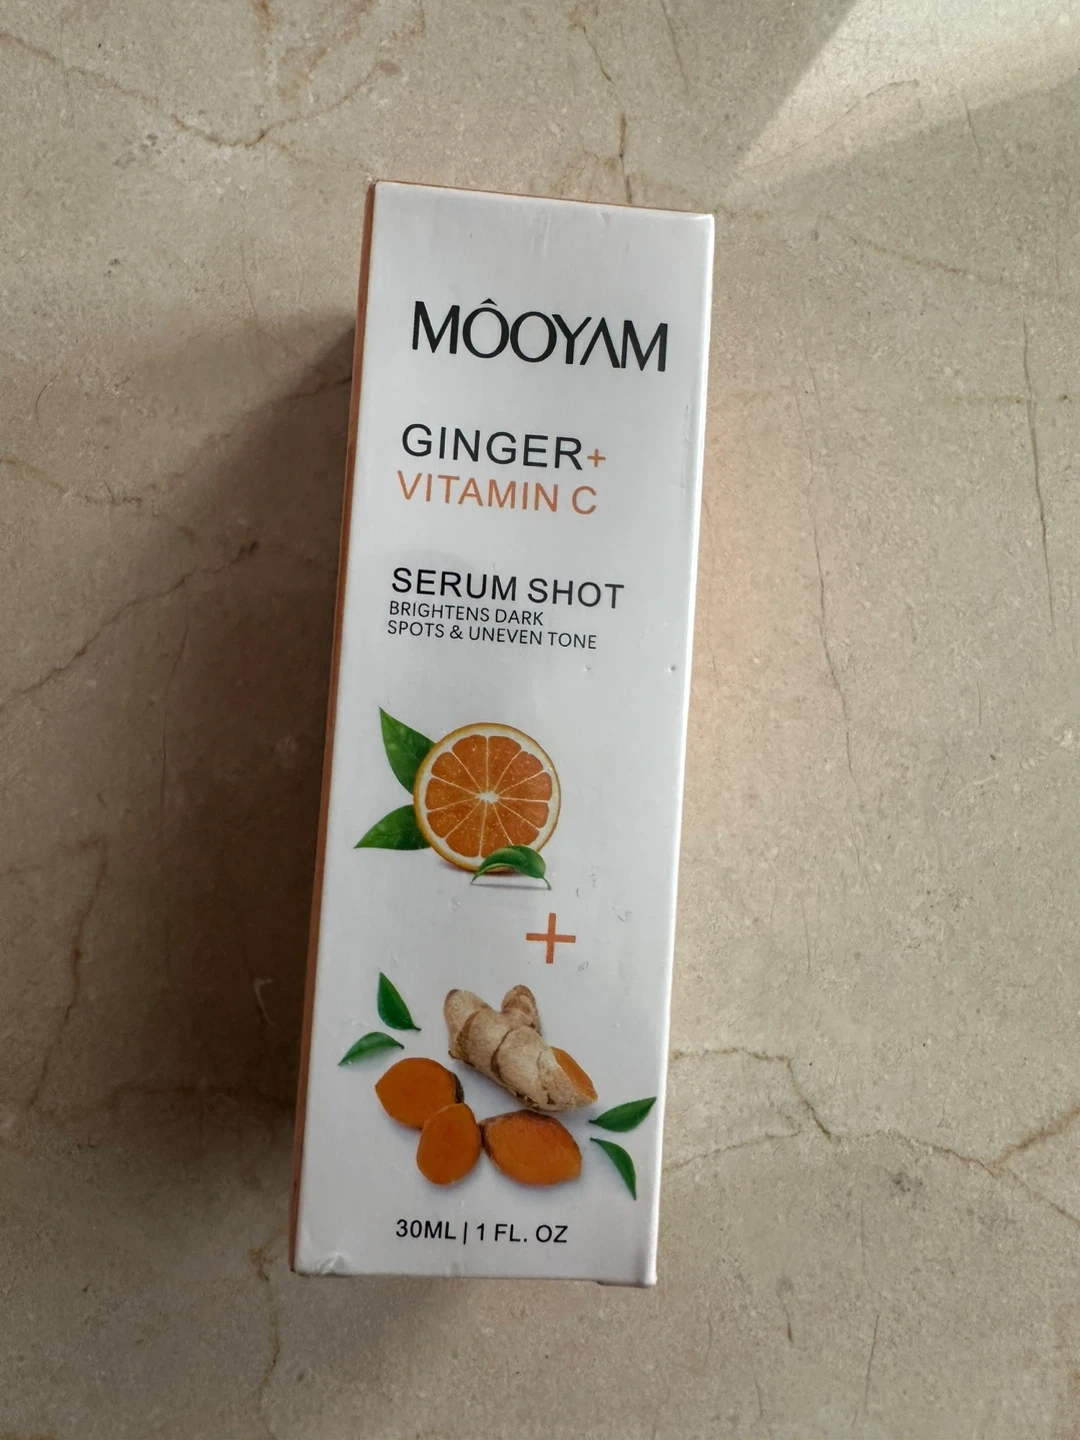 MÔOYAM
GINGER+
VITAMIN C
SERUM SHOT
BRIGHTENS DARK
SPOTS & UNEVEN TONE
+
30ML | 1 FL. OZ